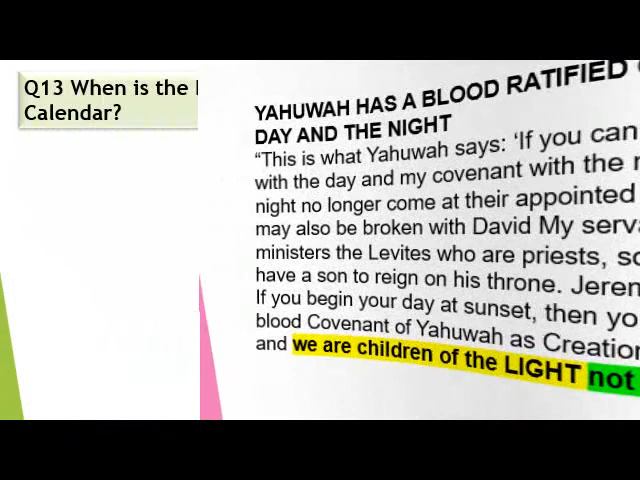 Q13 When is the
Calendar?
YAHUWAH HAS A BLOOD RATIFIED
DAY AND THE NIGHT
“This is what Yahuwah says: ‘If you can
with the day and my covenant with the
night no longer come at their appointed
may also be broken with David My serv
ministers the Levites who are priests, so
have a son to reign on his throne. Jerem
If you begin your day at sunset, then yo
blood Covenant of Yahuwah as Creation
and we are children of the LIGHT not